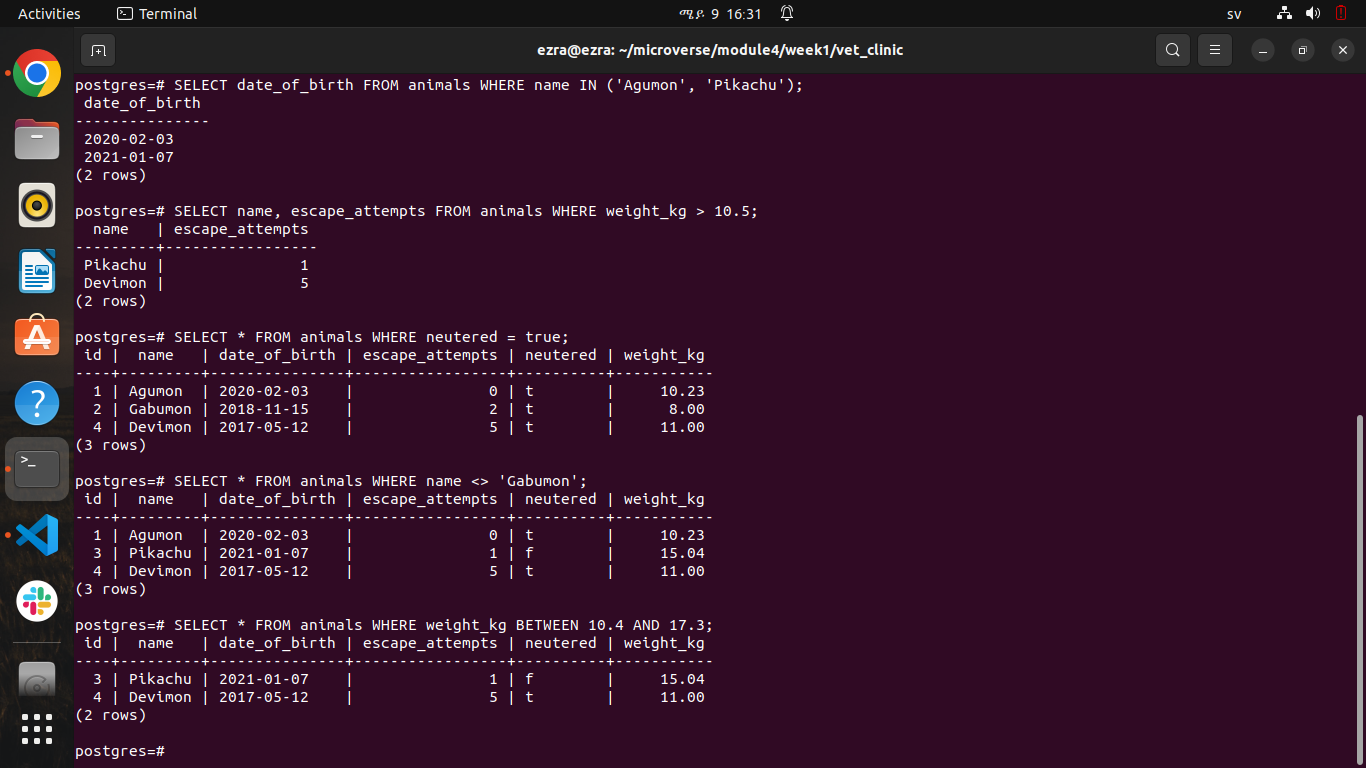 Activities
Terminal
ሜይ 9 16:31
sv
ezra@ezra: ~/microverse/module4/week1/vet_clinic
postgres=# SELECT date_of_birth FROM animals WHERE name IN ('Agumon', 'Pikachu');
 date_of_birth
---------------
 2020-02-03
 2021-01-07
(2 rows)

postgres=# SELECT name, escape_attempts FROM animals WHERE weight_kg > 10.5;
  name   | escape_attempts
---------+-----------------
 Pikachu |               1
 Devimon |               5
(2 rows)

postgres=# SELECT * FROM animals WHERE neutered = true;
 id |  name   | date_of_birth | escape_attempts | neutered | weight_kg
----+---------+---------------+-----------------+----------+-----------
  1 | Agumon  | 2020-02-03    |               0 | t        |     10.23
  2 | Gabumon | 2018-11-15    |               2 | t        |      8.00
  4 | Devimon | 2017-05-12    |               5 | t        |     11.00
(3 rows)

postgres=# SELECT * FROM animals WHERE name <> 'Gabumon';
 id |  name   | date_of_birth | escape_attempts | neutered | weight_kg
----+---------+---------------+-----------------+----------+-----------
  1 | Agumon  | 2020-02-03    |               0 | t        |     10.23
  3 | Pikachu | 2021-01-07    |               1 | f        |     15.04
  4 | Devimon | 2017-05-12    |               5 | t        |     11.00
(3 rows)

postgres=# SELECT * FROM animals WHERE weight_kg BETWEEN 10.4 AND 17.3;
 id |  name   | date_of_birth | escape_attempts | neutered | weight_kg
----+---------+---------------+-----------------+----------+-----------
  3 | Pikachu | 2021-01-07    |               1 | f        |     15.04
  4 | Devimon | 2017-05-12    |               5 | t        |     11.00
(2 rows)

postgres=#